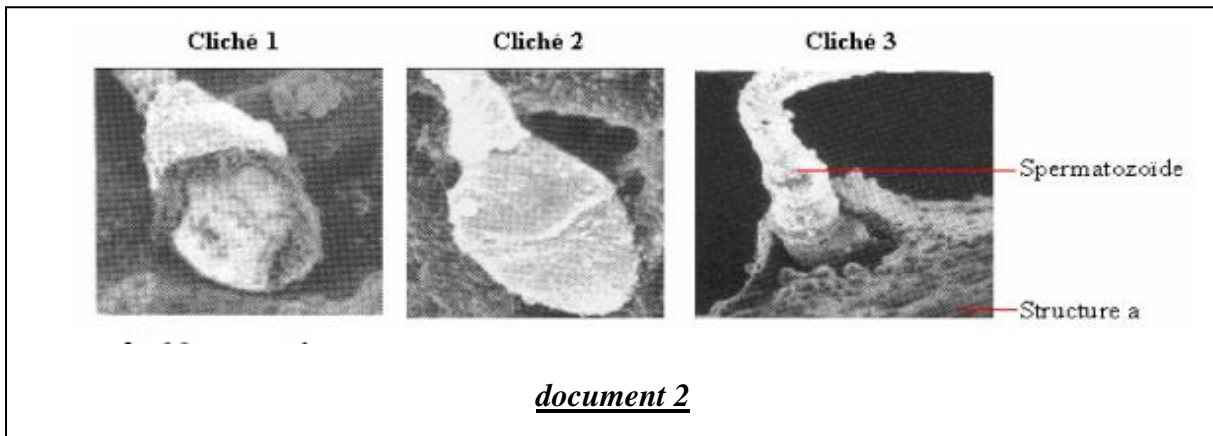 Cliché 1 Cliché 2 Cliché 3
Spermatozoïde
Structure a
document 2